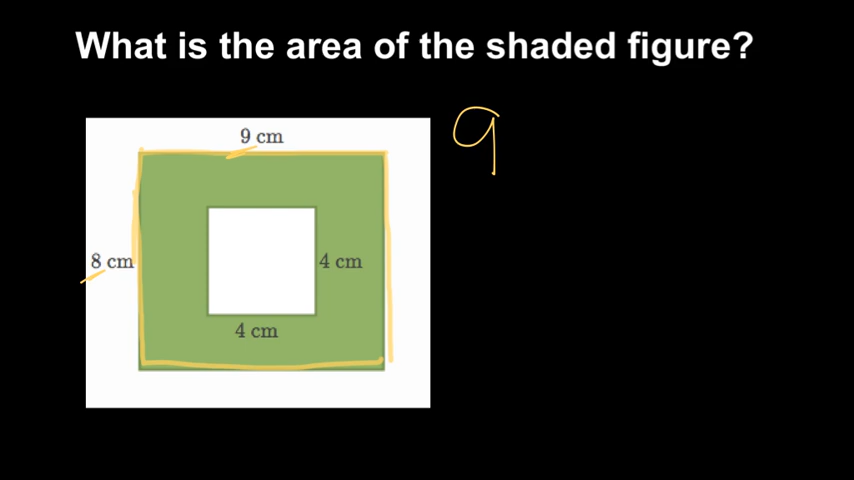 What is the area of the shaded figure?
9 cm
9
8 cm
4 cm
4 cm